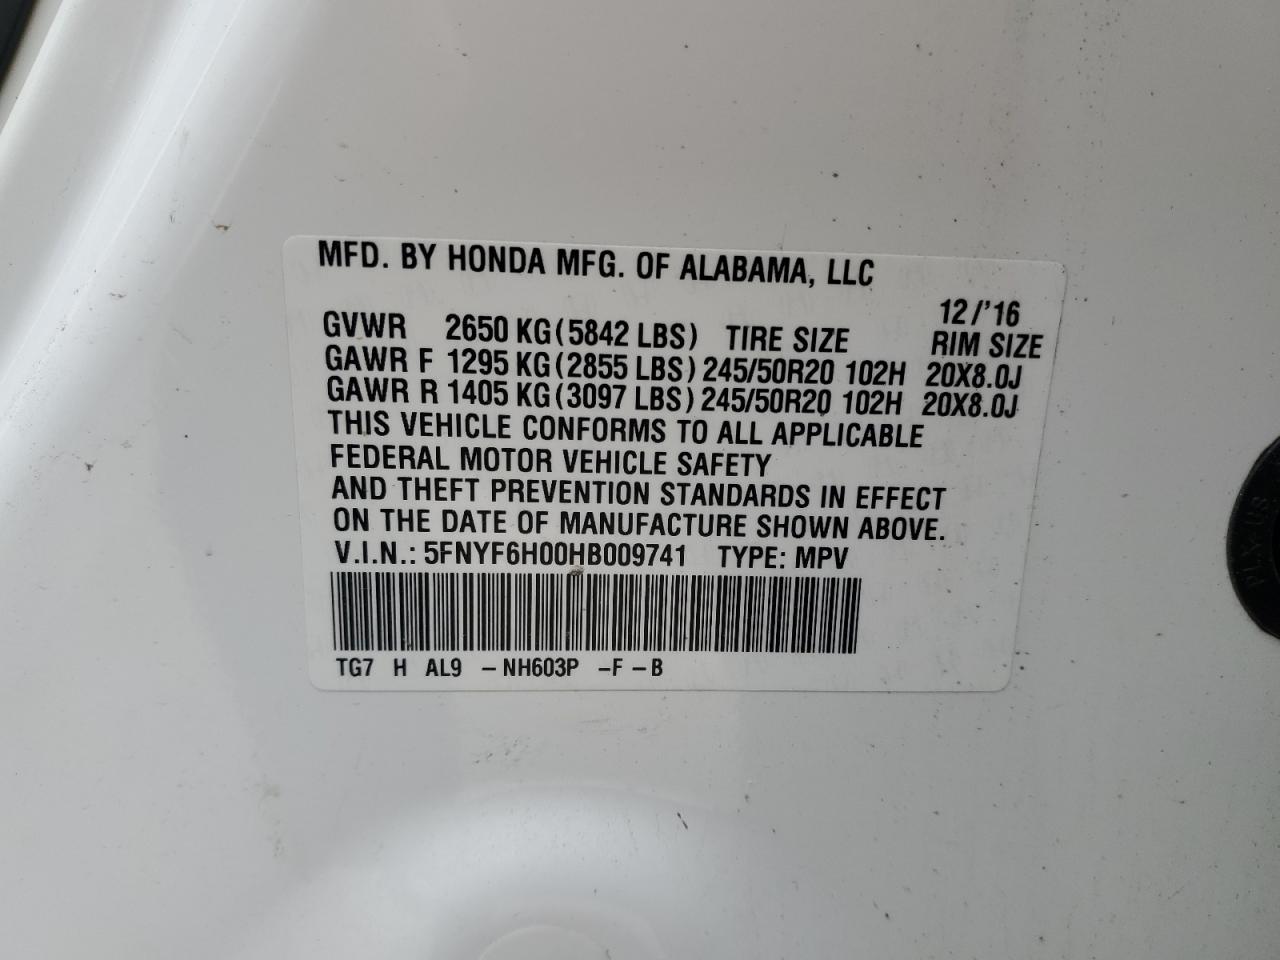 MFD. BY HONDA MFG. OF ALABAMA, LLC
12/'16
GVWR 2650 KG(5842 LBS) TIRE SIZE RIM SIZE
GAWR F 1295 KG(2855 LBS) 245/50R20 102H 20X8.0J
GAWR R 1405 KG(3097 LBS) 245/50R20 102H 20X8.0J
THIS VEHICLE CONFORMS TO ALL APPLICABLE
FEDERAL MOTOR VEHICLE SAFETY
AND THEFT PREVENTION STANDARDS IN EFFECT
ON THE DATE OF MANUFACTURE SHOWN ABOVE.
V.I.N.: 5FNYF6H00HB009741 TYPE: MPV
TG7 H AL9 -NH603P -F -B